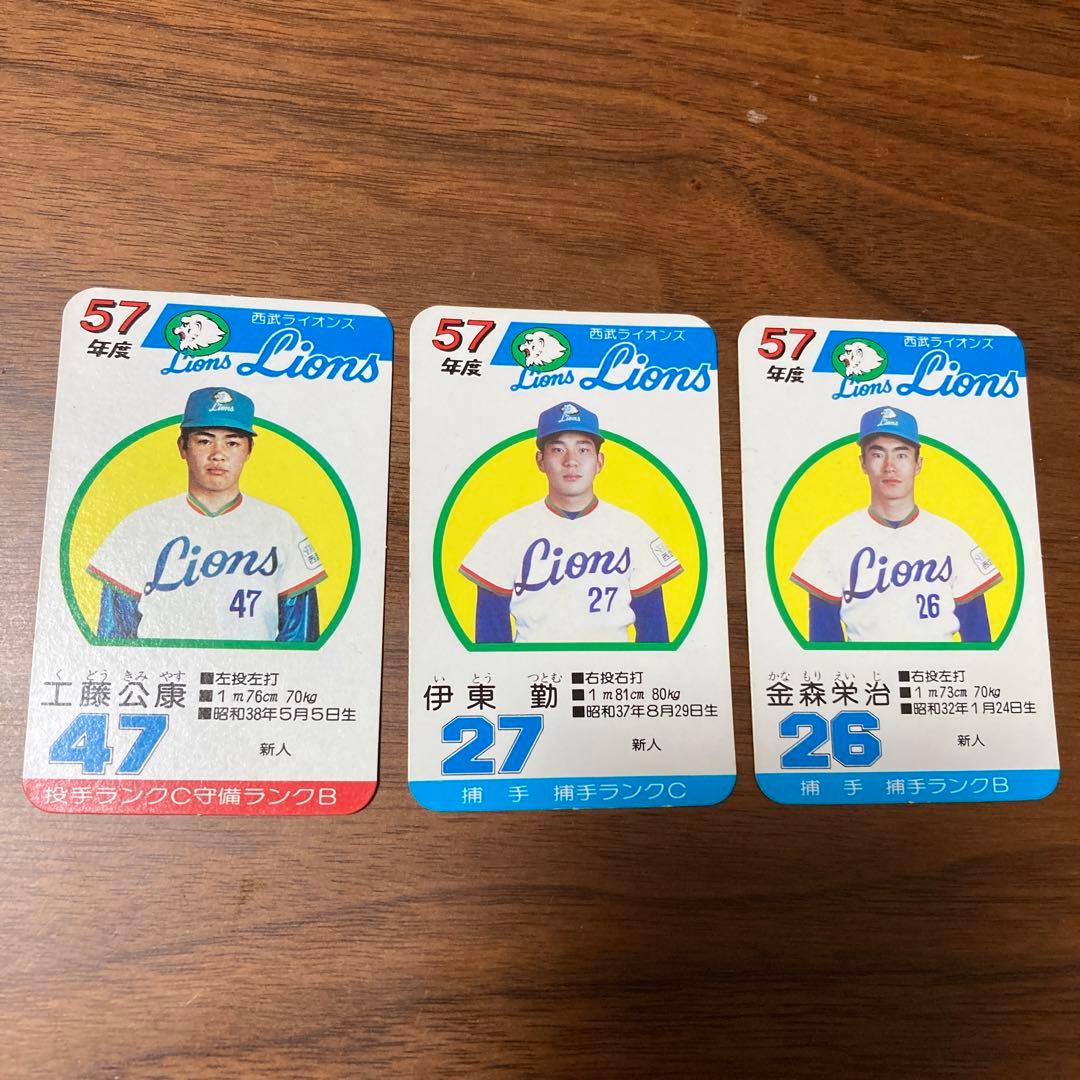 57
年度
西武ライオンズ
Lions
Lions
Lions
Lions
47
く どう きみ やす
工藤公康
■左投左打
■1m76cm 70kg
■昭和38年5月5日生
47
新人
投手ランクC守備ランクB
57
年度
西武ライオンズ
Lions
Lions
Lions
Lions
27
い とう つとむ
伊東 勤
■右投右打
■1m81cm 80kg
■昭和37年8月29日生
27
新人
捕 手 捕手ランクC
57
年度
西武ライオンズ
Lions
Lions
Lions
Lions
26
かな もり えい じ
金森栄治
■右投左打
■1m73cm 70kg
■昭和32年1月24日生
26
新人
捕 手 捕手ランクB